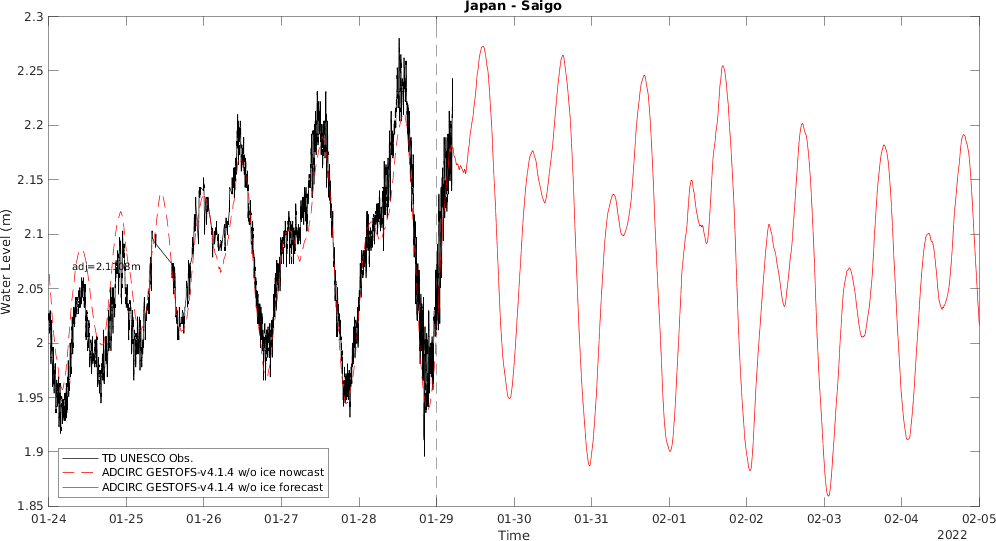 Japan - Saigo
2.3
2.25
2.2
2.15
2.1
2.05
2
1.95
1.9
1.85
Water Level (m)
TD UNESCO Obs.
ADCIRC GESTOFS-v4.1.4 w/o ice nowcast
ADCIRC GESTOFS-v4.1.4 w/o ice forecast
01-24 01-25 01-26 01-27 01-28 01-29 01-30 01-31 02-01 02-02 02-03 02-04 02-05
Time
2022